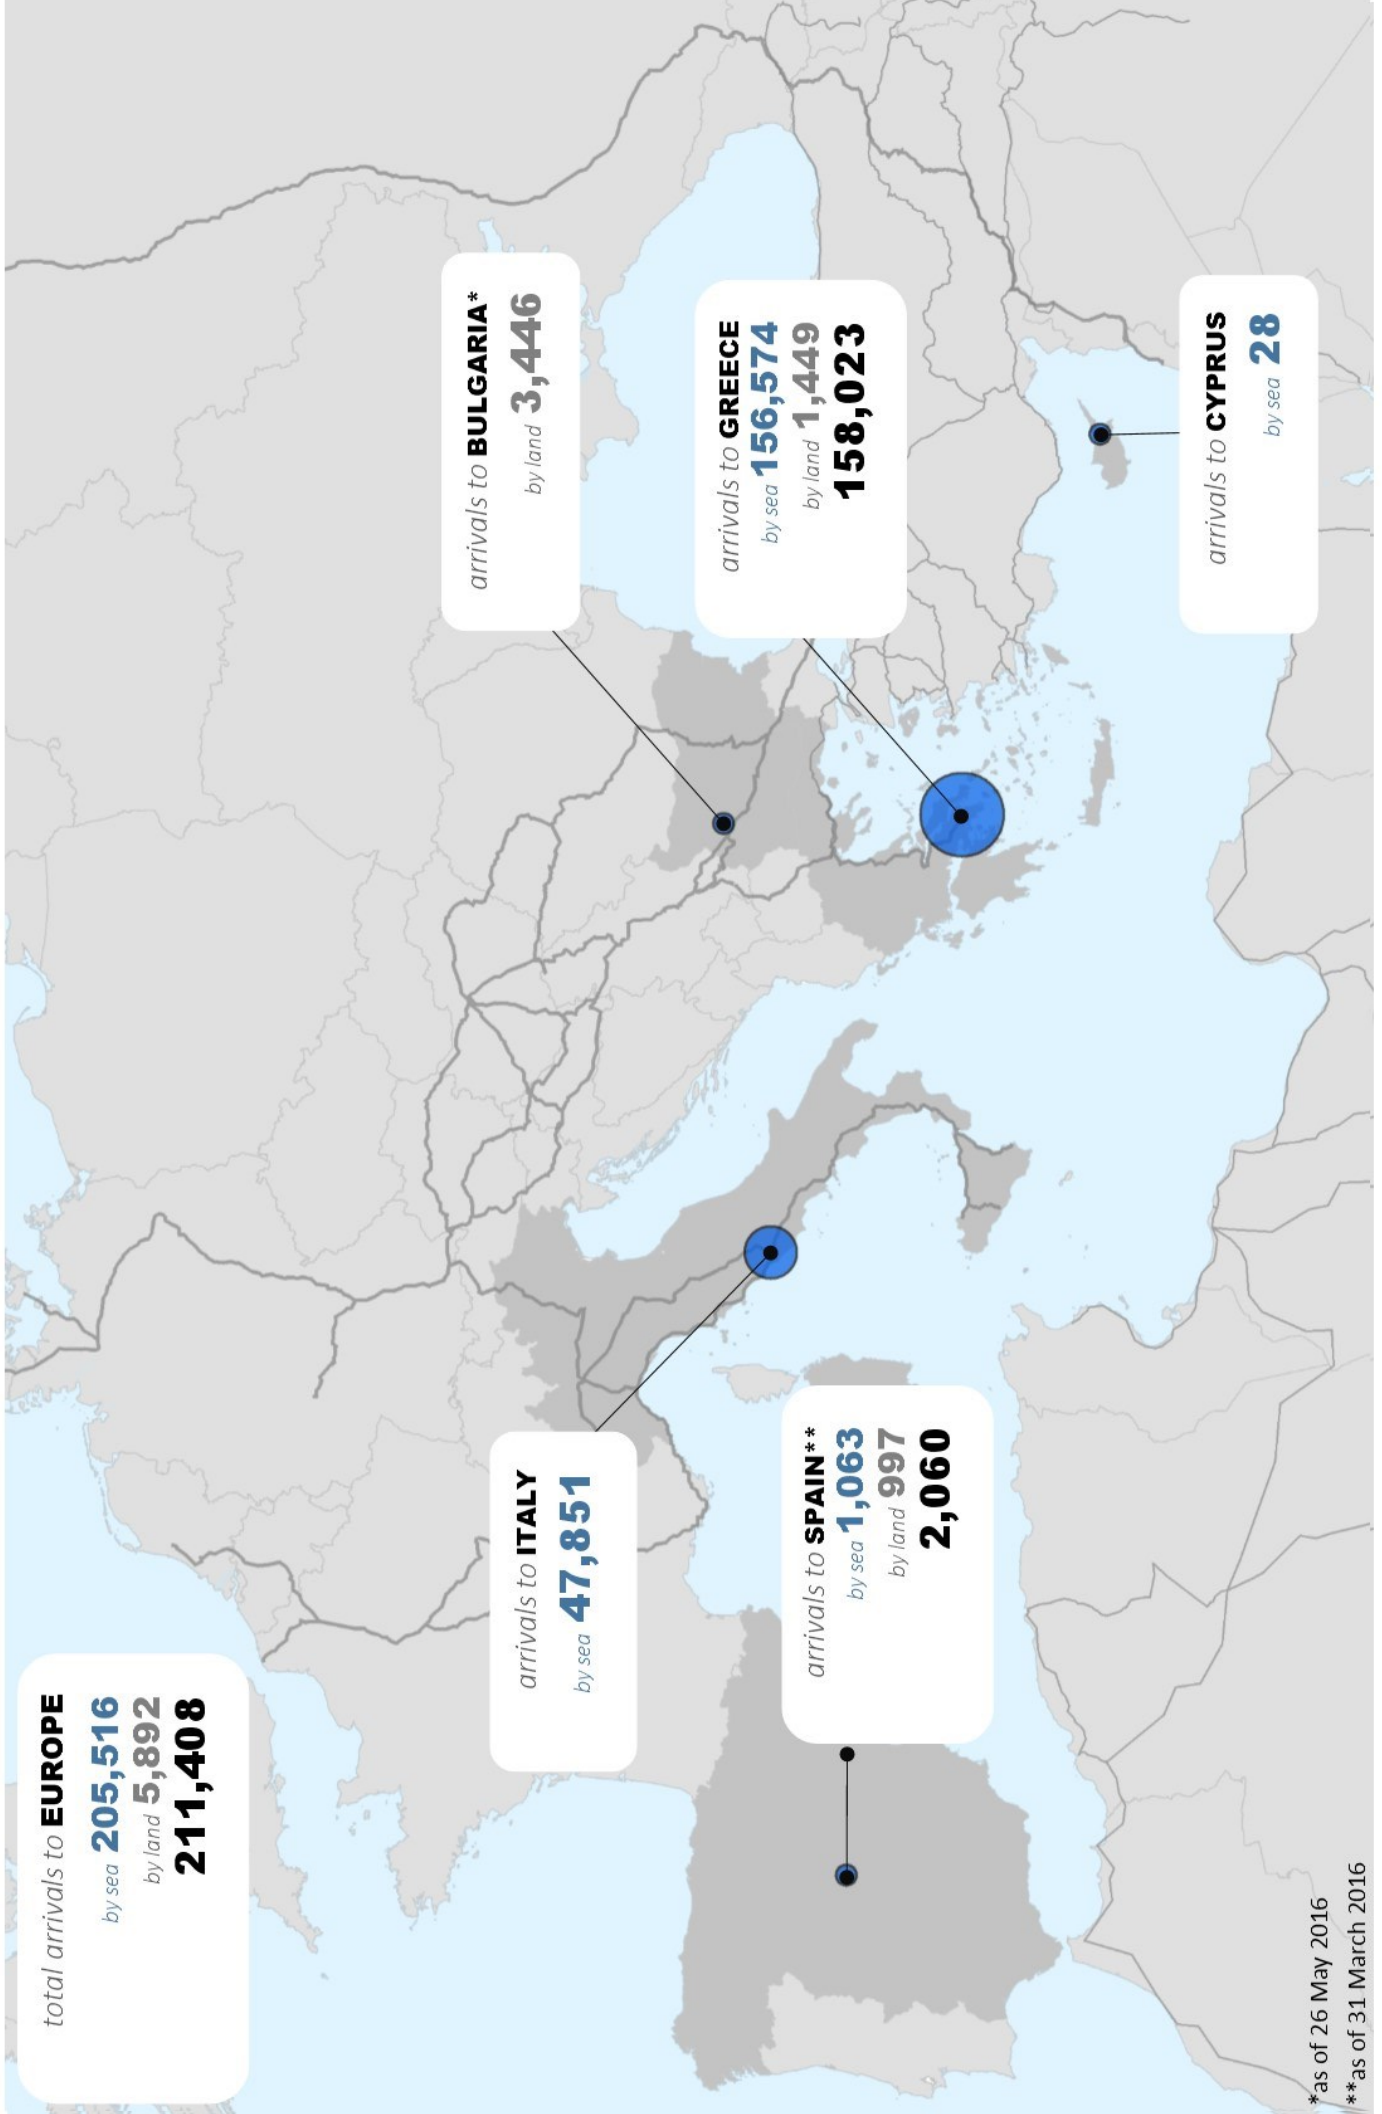 total arrivals to EUROPE
by sea 205,516
by land 5,892
211,408
arrivals to ITALY
by sea 47,851
arrivals to SPAIN**
by sea 1,063
by land 997
2,060
arrivals to BULGARIA*
by land 3,446
arrivals to GREECE
by sea 156,574
by land 1,449
158,023
arrivals to CYPRUS
by sea 28
*as of 26 May 2016
**as of 31 March 2016